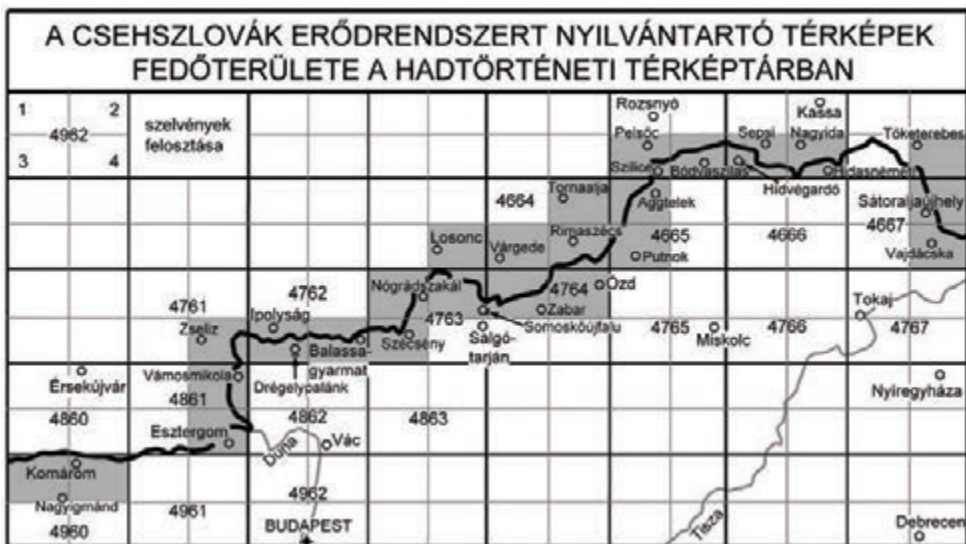 A CSEHSZLOVÁK ERŐDRENDSZERT NYILVÁNTARTÓ TÉRKÉPEK
FEDŐTERÜLETE A HADTÖRTÉNETI TÉRKÉPTÁRBAN
1 2
4962
3 4
szelvények
felosztása
Rozsnyó
Kassa
Pelsőc
Sepsi
Nagyida
Tőketerebes
Szilice
Bódvaszilas
Hidasnémeti
Hídvégardó
Tornaalja
4664
Aggtelek
Sátoraljaújhely
4667
Losonc
Várgede
Rimaszécs
4665
4666
Putnok
Vajdácska
Nógrádszakál
4764
Ózd
4761
4762
Ipolyság
4763
Zabar
Tokaj
Zseliz
Szécsény
Somoskőújfalu
4765
4766
4767
Balassa-
gyarmat
Salgó-
tarján
Miskolc
Érsekújvár
Vámosmikola
Drégelypalánk
Nyíregyháza
4861
4860
4862
4863
Esztergom
Duna
Vác
Komárom
4962
Nagyigmánd
4961
4960
BUDAPEST
Tisza
Debrecen